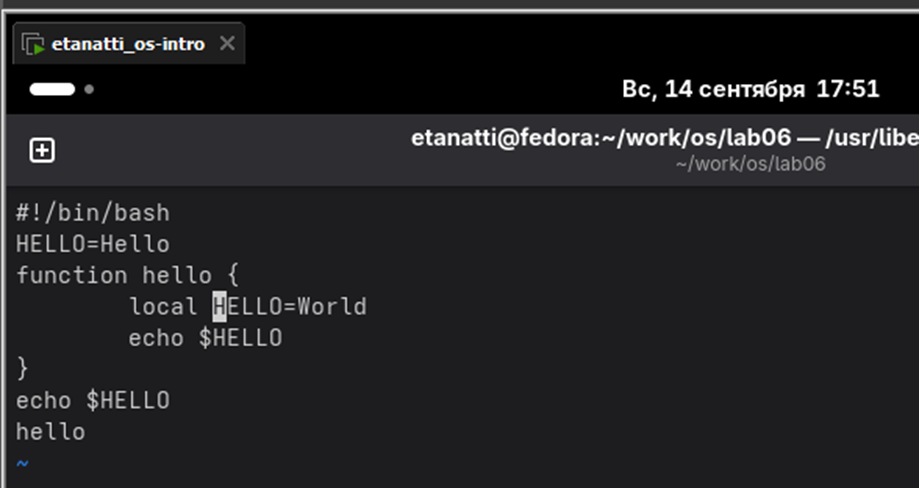 etanatti_os-intro
Вс, 14 сентября 17:51
etanatti@fedora:~/work/os/lab06 — /usr/libe
~/work/os/lab06
#!/bin/bash
HELLO=Hello
function hello {
        local HELLO=World
        echo $HELLO
}
echo $HELLO
hello
~